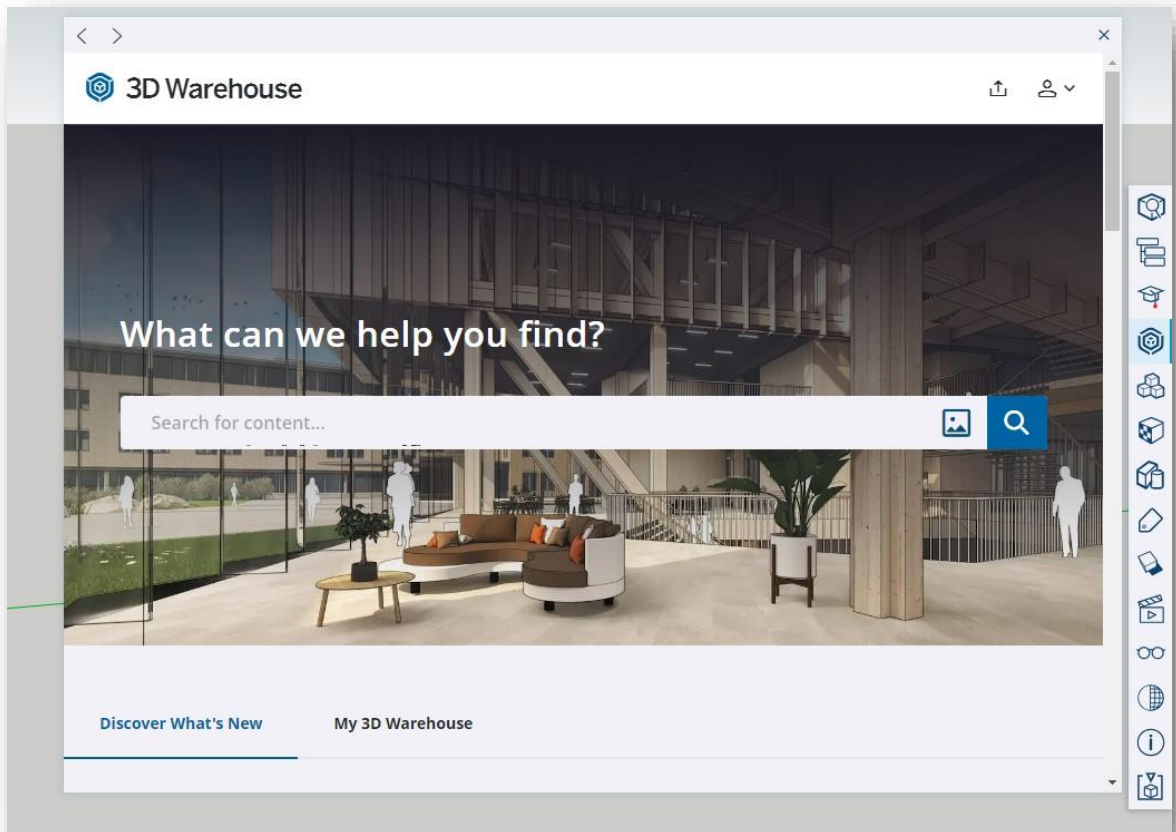 3D Warehouse
What can we help you find?
Search for content...
Discover What's New
My 3D Warehouse